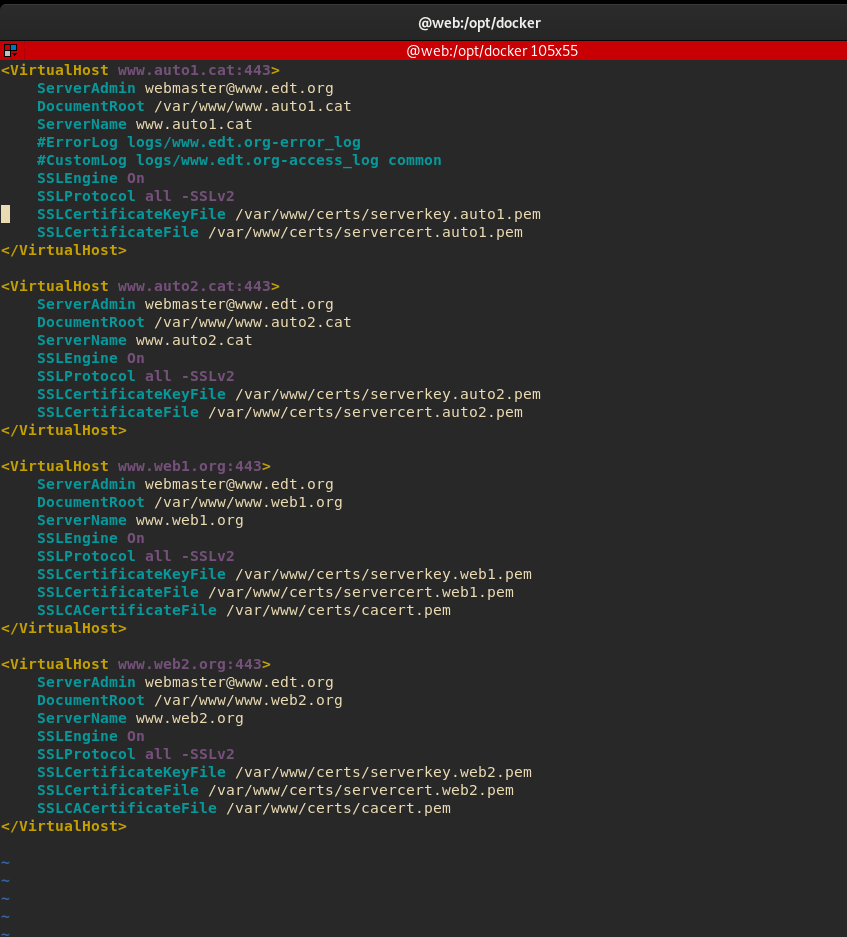 @web:/opt/docker
@web:/opt/docker 105x55
<VirtualHost www.auto1.cat:443>
    ServerAdmin webmaster@www.edt.org
    DocumentRoot /var/www/www.auto1.cat
    ServerName www.auto1.cat
    #ErrorLog logs/www.edt.org-error_log
    #CustomLog logs/www.edt.org-access_log common
    SSLEngine On
    SSLProtocol all -SSLv2
    SSLCertificateKeyFile /var/www/certs/serverkey.auto1.pem
    SSLCertificateFile /var/www/certs/servercert.auto1.pem
</VirtualHost>

<VirtualHost www.auto2.cat:443>
    ServerAdmin webmaster@www.edt.org
    DocumentRoot /var/www/www.auto2.cat
    ServerName www.auto2.cat
    SSLEngine On
    SSLProtocol all -SSLv2
    SSLCertificateKeyFile /var/www/certs/serverkey.auto2.pem
    SSLCertificateFile /var/www/certs/servercert.auto2.pem
</VirtualHost>

<VirtualHost www.web1.org:443>
    ServerAdmin webmaster@www.edt.org
    DocumentRoot /var/www/www.web1.org
    ServerName www.web1.org
    SSLEngine On
    SSLProtocol all -SSLv2
    SSLCertificateKeyFile /var/www/certs/serverkey.web1.pem
    SSLCertificateFile /var/www/certs/servercert.web1.pem
    SSLCACertificateFile /var/www/certs/cacert.pem
</VirtualHost>

<VirtualHost www.web2.org:443>
    ServerAdmin webmaster@www.edt.org
    DocumentRoot /var/www/www.web2.org
    ServerName www.web2.org
    SSLEngine On
    SSLProtocol all -SSLv2
    SSLCertificateKeyFile /var/www/certs/serverkey.web2.pem
    SSLCertificateFile /var/www/certs/servercert.web2.pem
    SSLCACertificateFile /var/www/certs/cacert.pem
</VirtualHost>

~
~
~
~
~